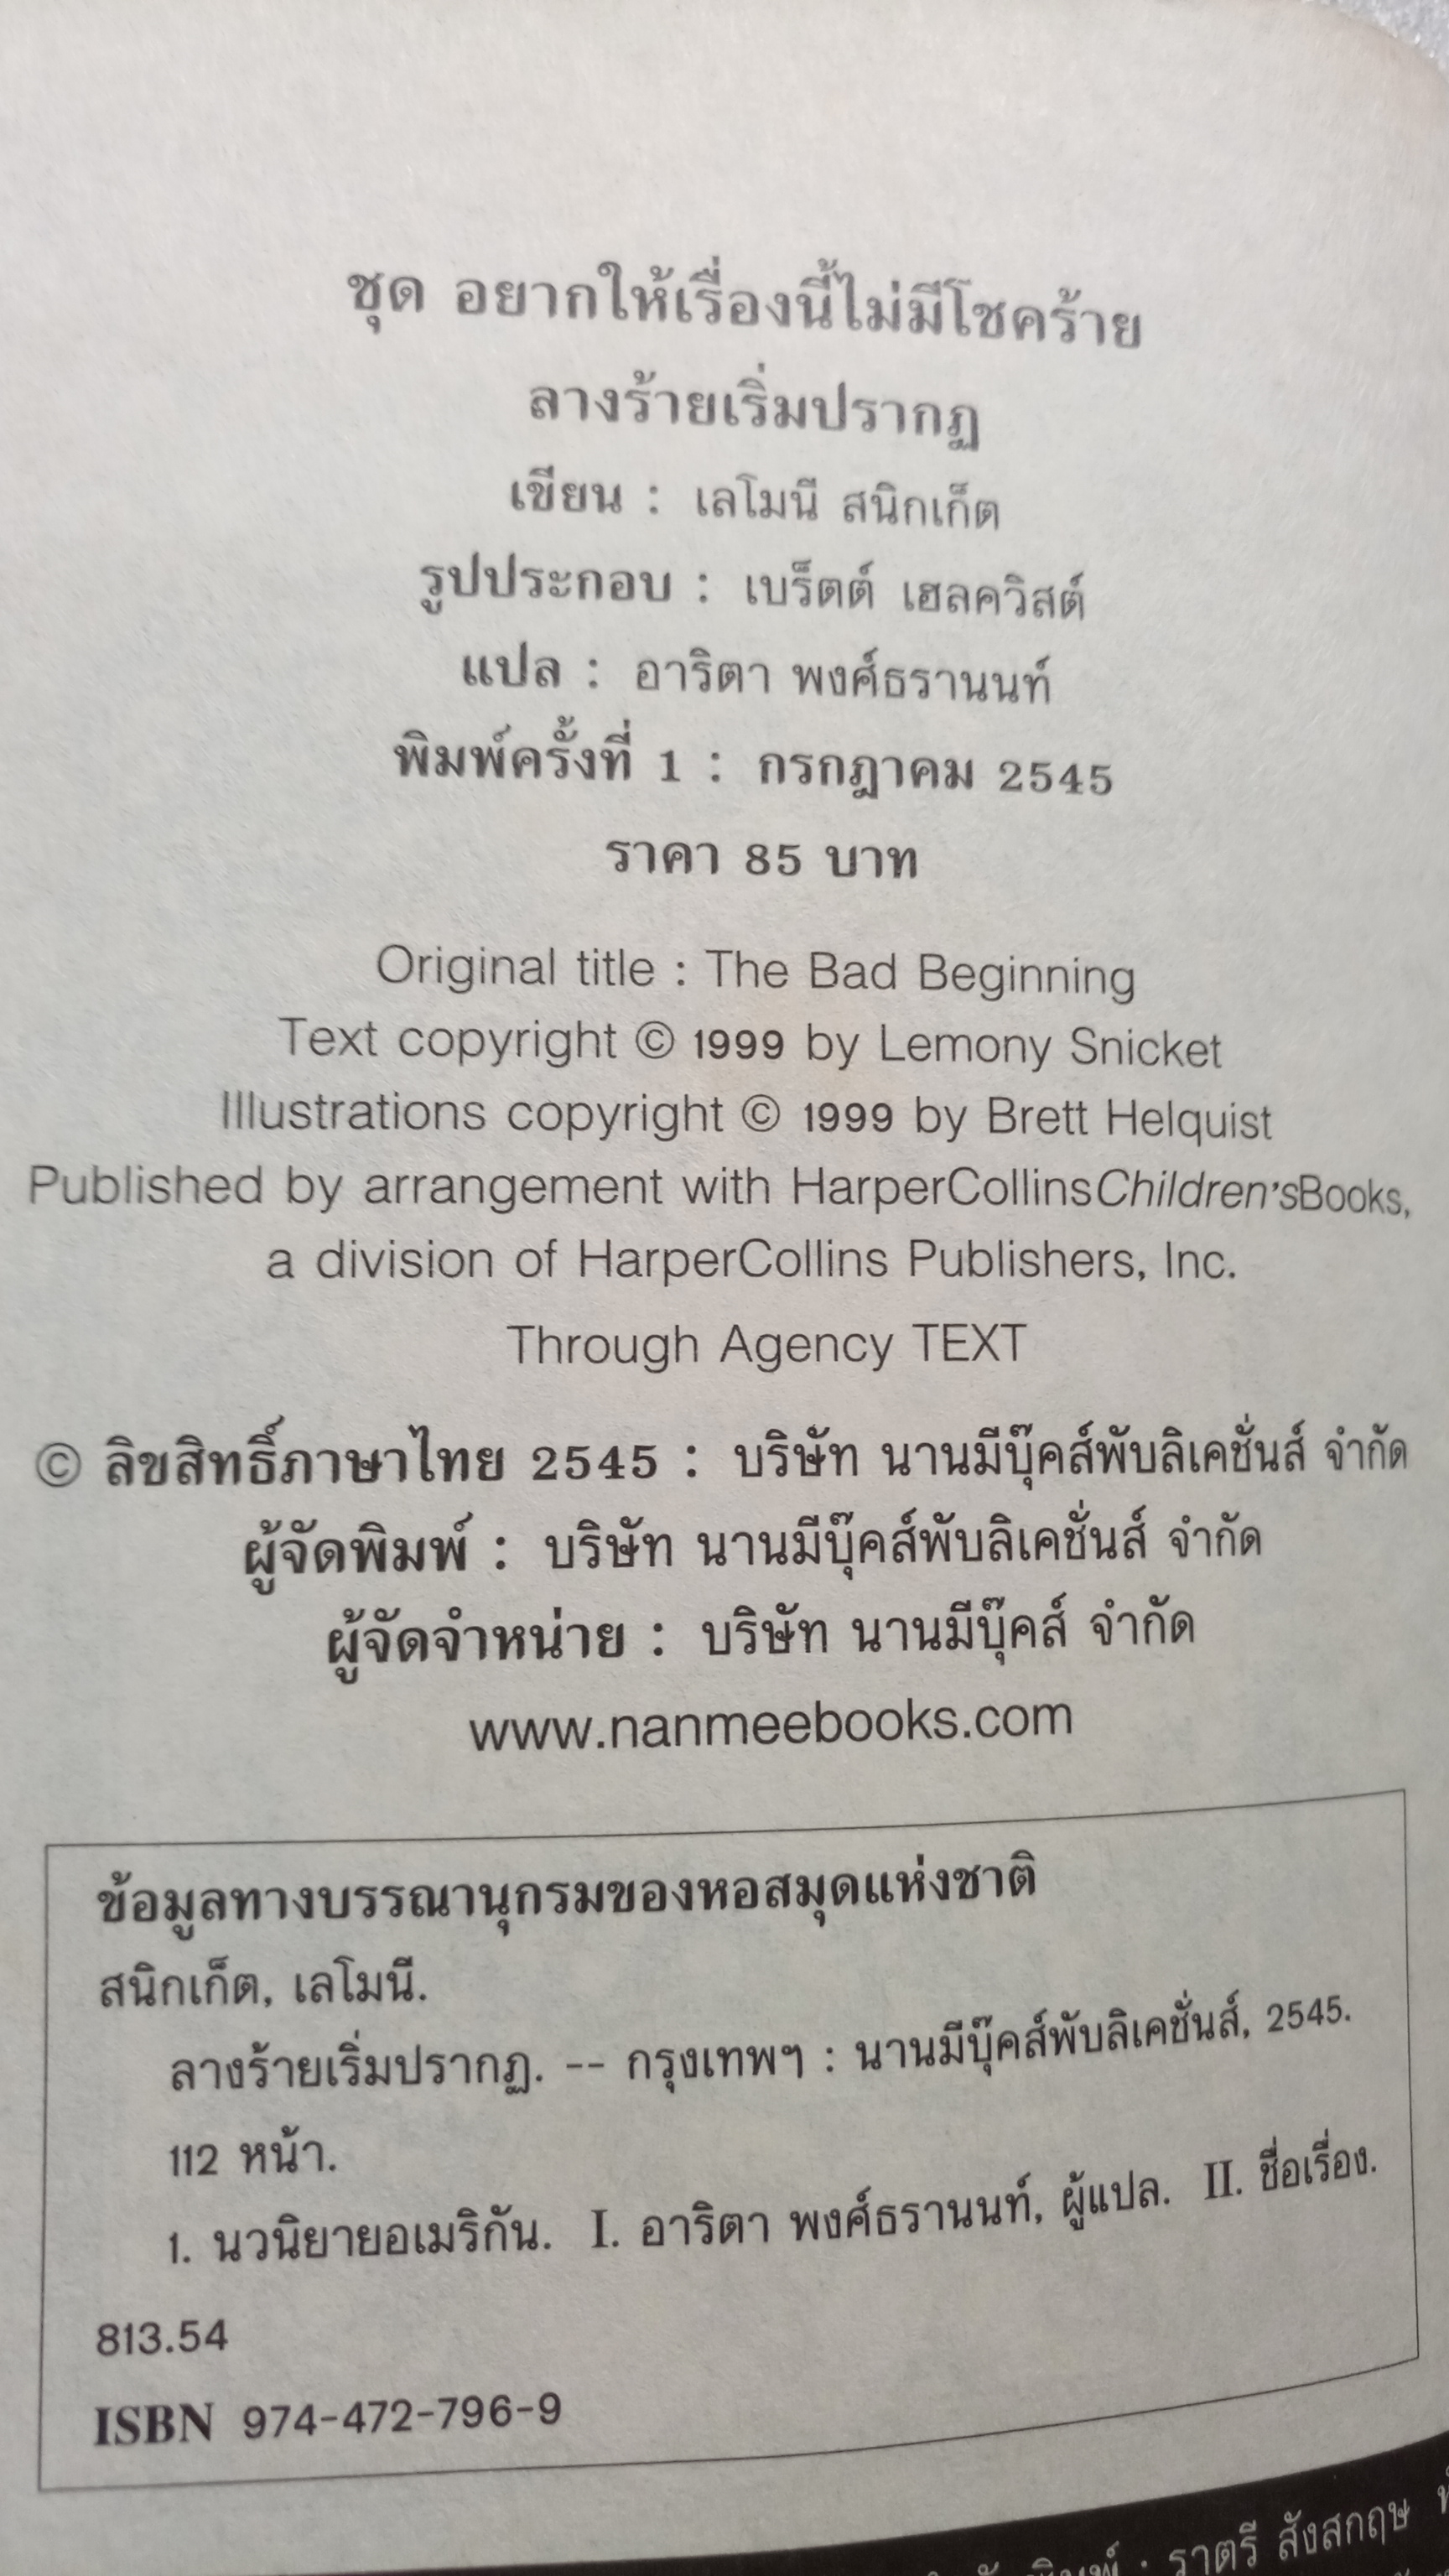 ชุด อยากให้เรื่องนี้ไม่มีโชคร้าย
ลางร้ายเริ่มปรากฏ
เขียน : เลโมนี สนิกเก็ต
รูปประกอบ : เบร็ตต์ เฮลควิสต์
แปล : อาริตา พงศ์ธรานนท์
พิมพ์ครั้งที่ 1 : กรกฎาคม 2545
ราคา 85 บาท
Original title : The Bad Beginning
Text copyright © 1999 by Lemony Snicket
Illustrations copyright © 1999 by Brett Helquist
Published by arrangement with HarperCollinsChildren'sBooks,
a division of HarperCollins Publishers, Inc.
Through Agency TEXT
© ลิขสิทธิ์ภาษาไทย 2545 : บริษัท นานมีบุ๊คส์พับลิเคชั่นส์ จำกัด
ผู้จัดพิมพ์ : บริษัท นานมีบุ๊คส์พับลิเคชั่นส์ จำกัด
ผู้จัดจำหน่าย : บริษัท นานมีบุ๊คส์ จำกัด
www.nanmeebooks.com
ข้อมูลทางบรรณานุกรมของหอสมุดแห่งชาติ
สนิกเก็ต, เลโมนี.
ลางร้ายเริ่มปรากฏ. -- กรุงเทพฯ : นานมีบุ๊คส์พับลิเคชั่นส์, 2545.
112 หน้า.
1. นวนิยายอเมริกัน. I. อาริตา พงศ์ธรานนท์, ผู้แปล. II. ชื่อเรื่อง.
813.54
ISBN 974-472-796-9
: ราตรี สังสกฤษ